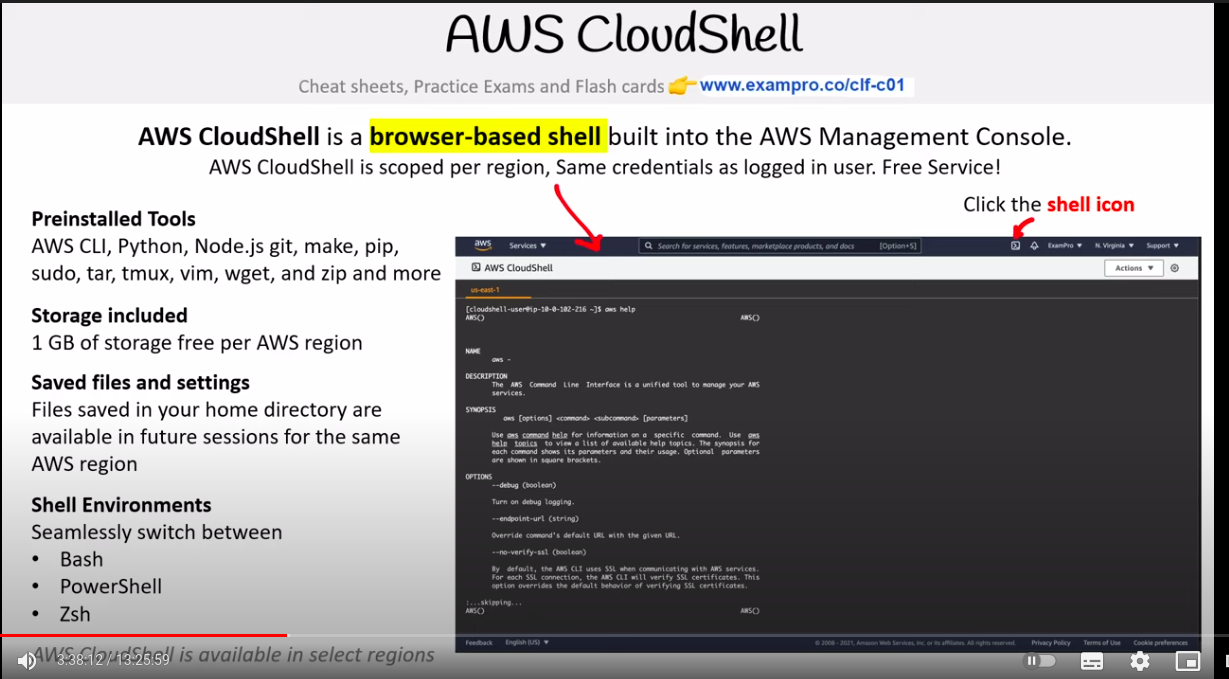 AWS CloudShell
Cheat sheets, Practice Exams and Flash cards 👉 www.exampro.co/clf-c01
AWS CloudShell is a browser-based shell built into the AWS Management Console.
AWS CloudShell is scoped per region, Same credentials as logged in user. Free Service!
Click the shell icon
Preinstalled Tools
AWS CLI, Python, Node.js git, make, pip,
sudo, tar, tmux, vim, wget, and zip and more
Storage included
1 GB of storage free per AWS region
Saved files and settings
Files saved in your home directory are
available in future sessions for the same
AWS region
Shell Environments
Seamlessly switch between
• Bash
• PowerShell
• Zsh
AWS CloudShell is available in select regions
aws Services ▼ Search for services, features, marketplace products, and docs [Option+S] ExamPro ▼ N. Virginia ▼ Support ▼
AWS CloudShell Actions ▼
us-east-1
[cloudshell-user@ip-10-0-102-216 ~]$ aws help
AWS() AWS()
NAME
aws -
DESCRIPTION
The AWS Command Line Interface is a unified tool to manage your AWS
services.
SYNOPSIS
aws [options] <command> <subcommand> [parameters]
Use aws command help for information on a specific command. Use aws
help topics to view a list of available help topics. The synopsis for
each command shows its parameters and their usage. Optional parameters
are shown in square brackets.
OPTIONS
--debug (boolean)
Turn on debug logging.
--endpoint-url (string)
Override command's default URL with the given URL.
--no-verify-ssl (boolean)
By default, the AWS CLI uses SSL when communicating with AWS services.
For each SSL connection, the AWS CLI will verify SSL certificates. This
option overrides the default behavior of verifying SSL certificates.
:...skipping...
AWS() AWS()
Feedback English (US) ▼ © 2008 - 2021, Amazon Web Services, Inc. or its affiliates. All rights reserved. Privacy Policy Terms of Use Cookie preferences
3:38:12 / 13:25:59